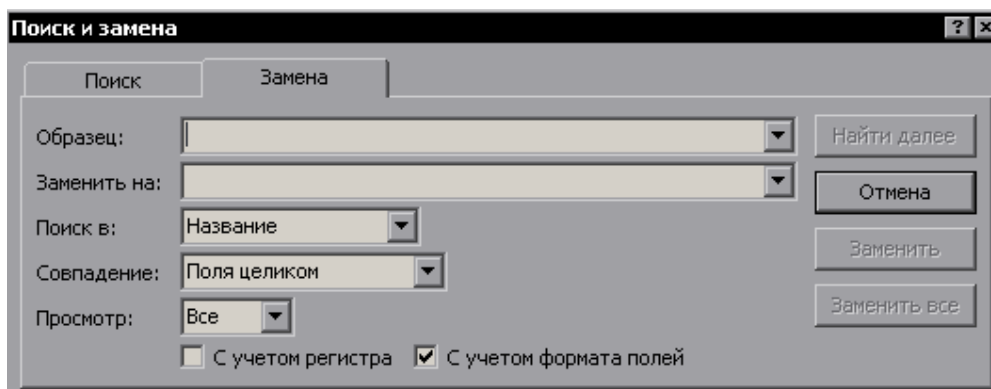 Поиск и замена
Поиск Замена
Образец: Найти далее
Заменить на: Отмена
Поиск в: Название
Заменить
Совпадение: Поля целиком
Заменить все
Просмотр: Все
С учетом регистра С учетом формата полей